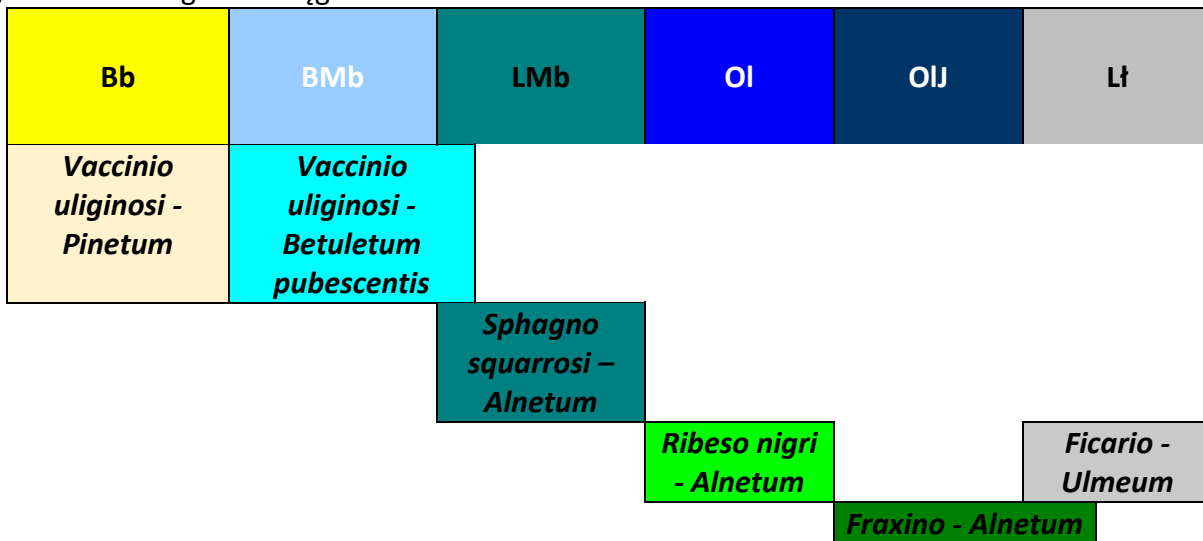 Bb
BMb
LMb
Ol
OlJ
Lł
Vaccinio
uliginosi -
Pinetum
Vaccinio
uliginosi -
Betuletum
pubescentis
Sphagno
squarrosi –
Alnetum
Ribeso nigri
- Alnetum
Ficario -
Ulmeum
Fraxino - Alnetum